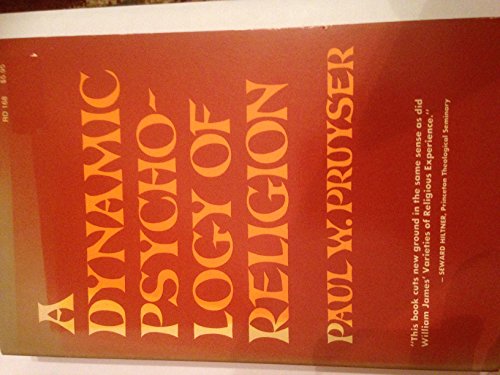 RD 168 $5.95
A
DYNAMIC
PSYCHO-
LOGY OF
RELIGION
PAUL W. PRUYSER
"This book cuts new ground in the same sense as did
William James' Varieties of Religious Experience."
— SEWARD HILTNER, Princeton Theological Seminary